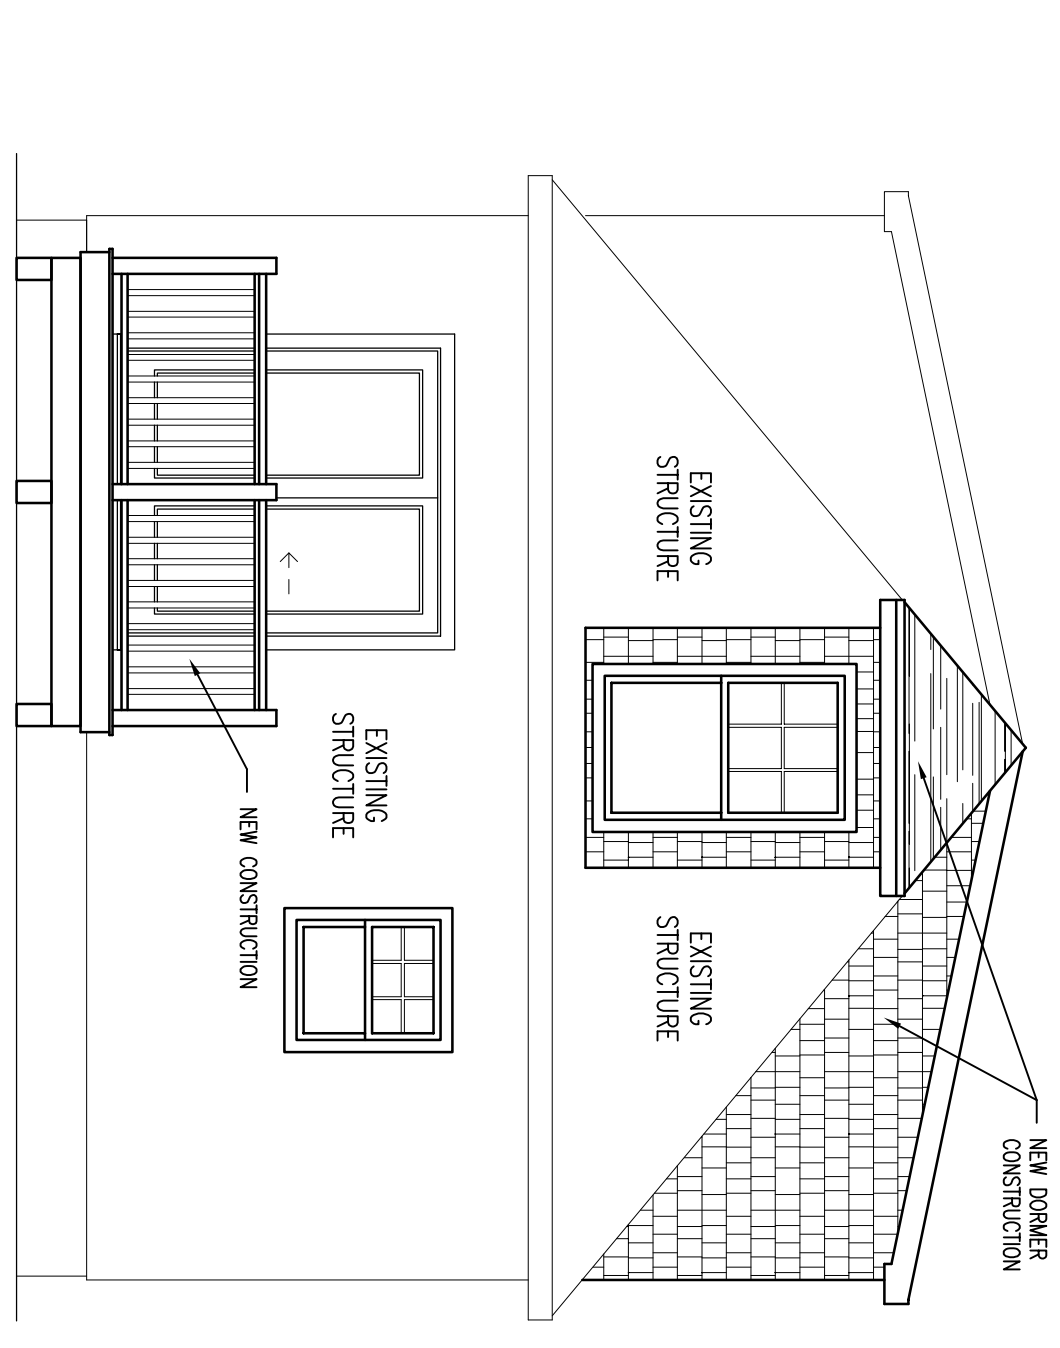 NEW DORMER
CONSTRUCTION
EXISTING
STRUCTURE
EXISTING
STRUCTURE
EXISTING
STRUCTURE
NEW CONSTRUCTION